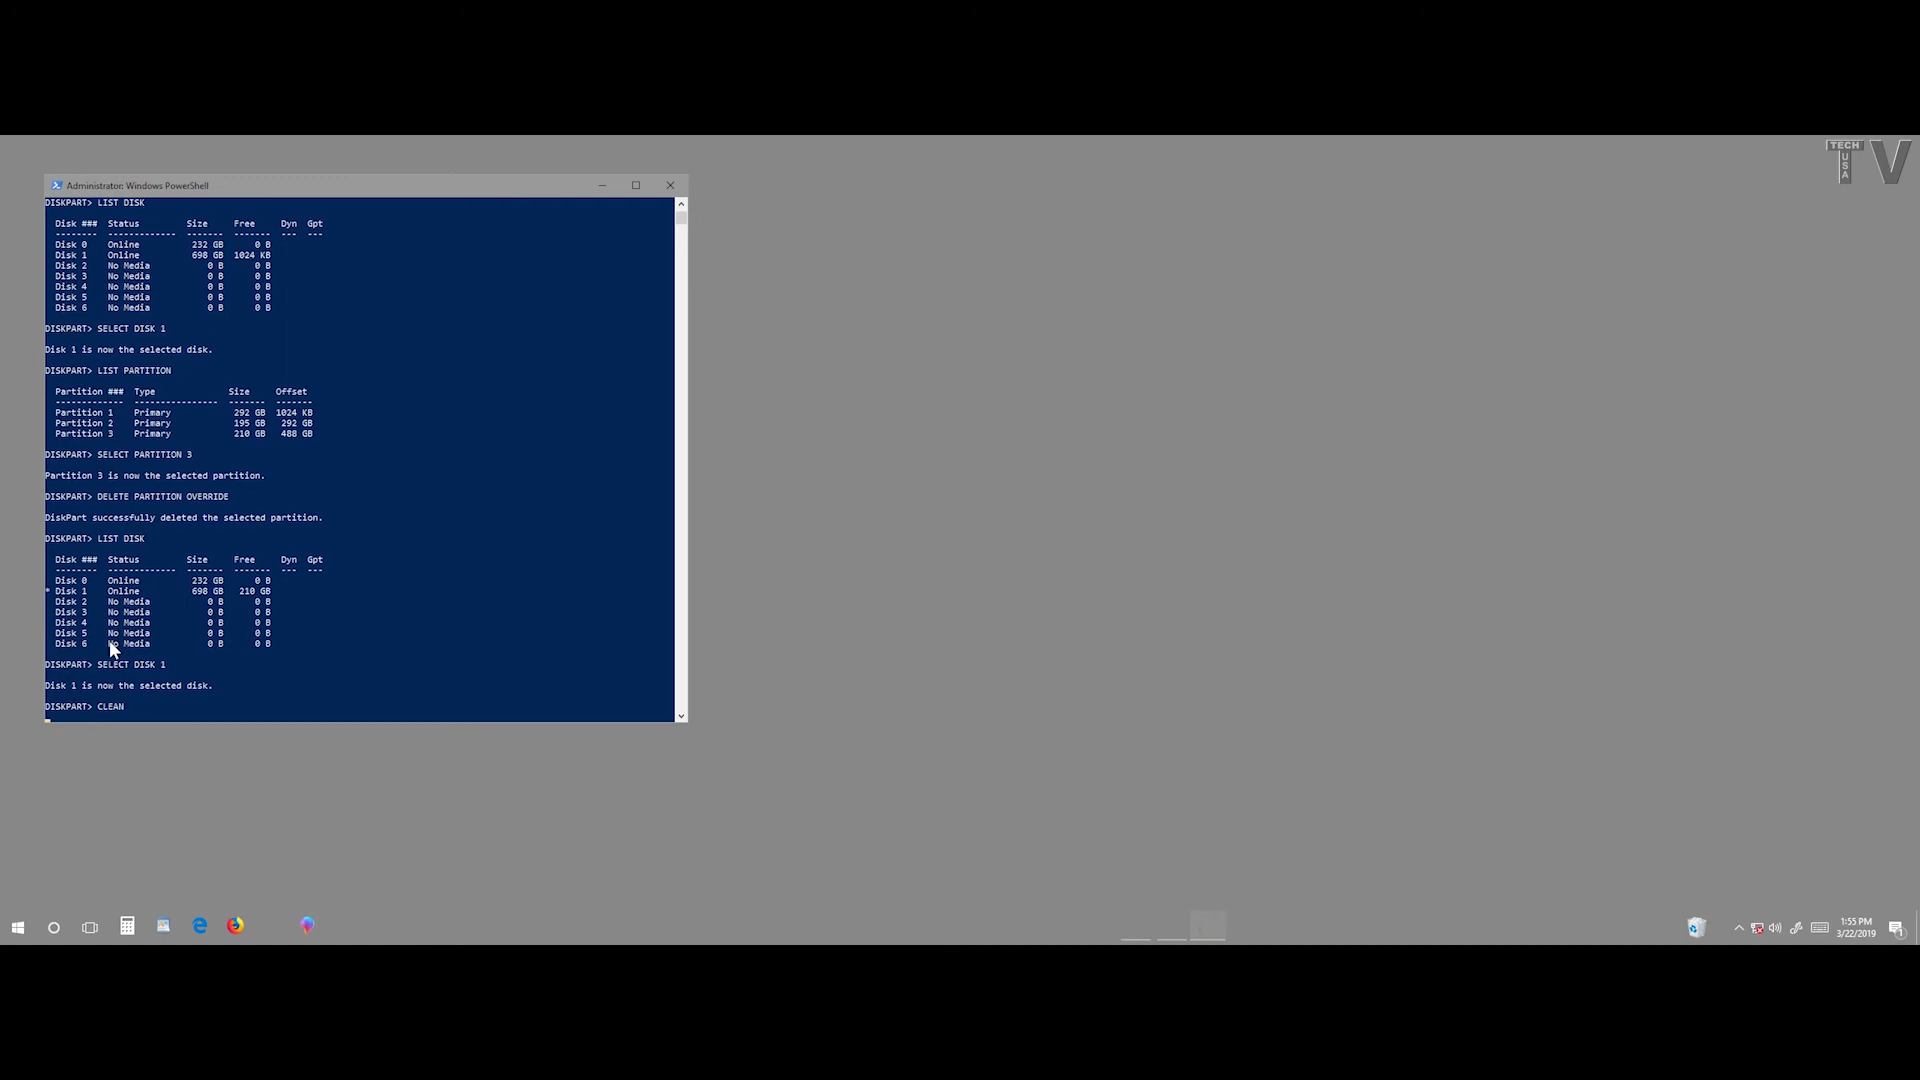 TECH
USA
TV
Administrator: Windows PowerShell
DISKPART> LIST DISK
Disk ### Status Size Free Dyn Gpt
-------- ------------- ------- ------- --- ---
Disk 0 Online 232 GB 0 B
Disk 1 Online 698 GB 1024 KB
Disk 2 No Media 0 B 0 B
Disk 3 No Media 0 B 0 B
Disk 4 No Media 0 B 0 B
Disk 5 No Media 0 B 0 B
Disk 6 No Media 0 B 0 B
DISKPART> SELECT DISK 1
Disk 1 is now the selected disk.
DISKPART> LIST PARTITION
Partition ### Type Size Offset
------------- ---------------- ------- -------
Partition 1 Primary 292 GB 1024 KB
Partition 2 Primary 195 GB 292 GB
Partition 3 Primary 210 GB 488 GB
DISKPART> SELECT PARTITION 3
Partition 3 is now the selected partition.
DISKPART> DELETE PARTITION OVERRIDE
DiskPart successfully deleted the selected partition.
DISKPART> LIST DISK
Disk ### Status Size Free Dyn Gpt
-------- ------------- ------- ------- --- ---
Disk 0 Online 232 GB 0 B
* Disk 1 Online 698 GB 210 GB
Disk 2 No Media 0 B 0 B
Disk 3 No Media 0 B 0 B
Disk 4 No Media 0 B 0 B
Disk 5 No Media 0 B 0 B
Disk 6 No Media 0 B 0 B
DISKPART> SELECT DISK 1
Disk 1 is now the selected disk.
DISKPART> CLEAN
1:55 PM
3/22/2019
1